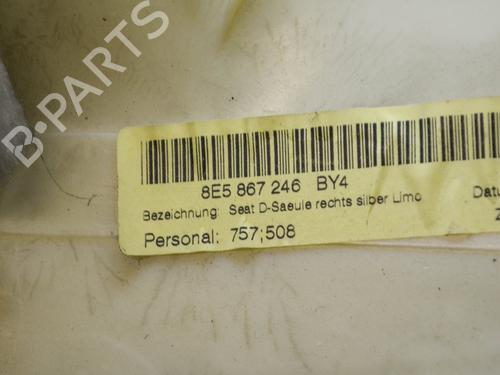 B-PARTS
8E5 867 246 BY4
Bezeichnung: Seat D-Saeule rechts silber Limo Datu
Personal: 757;508